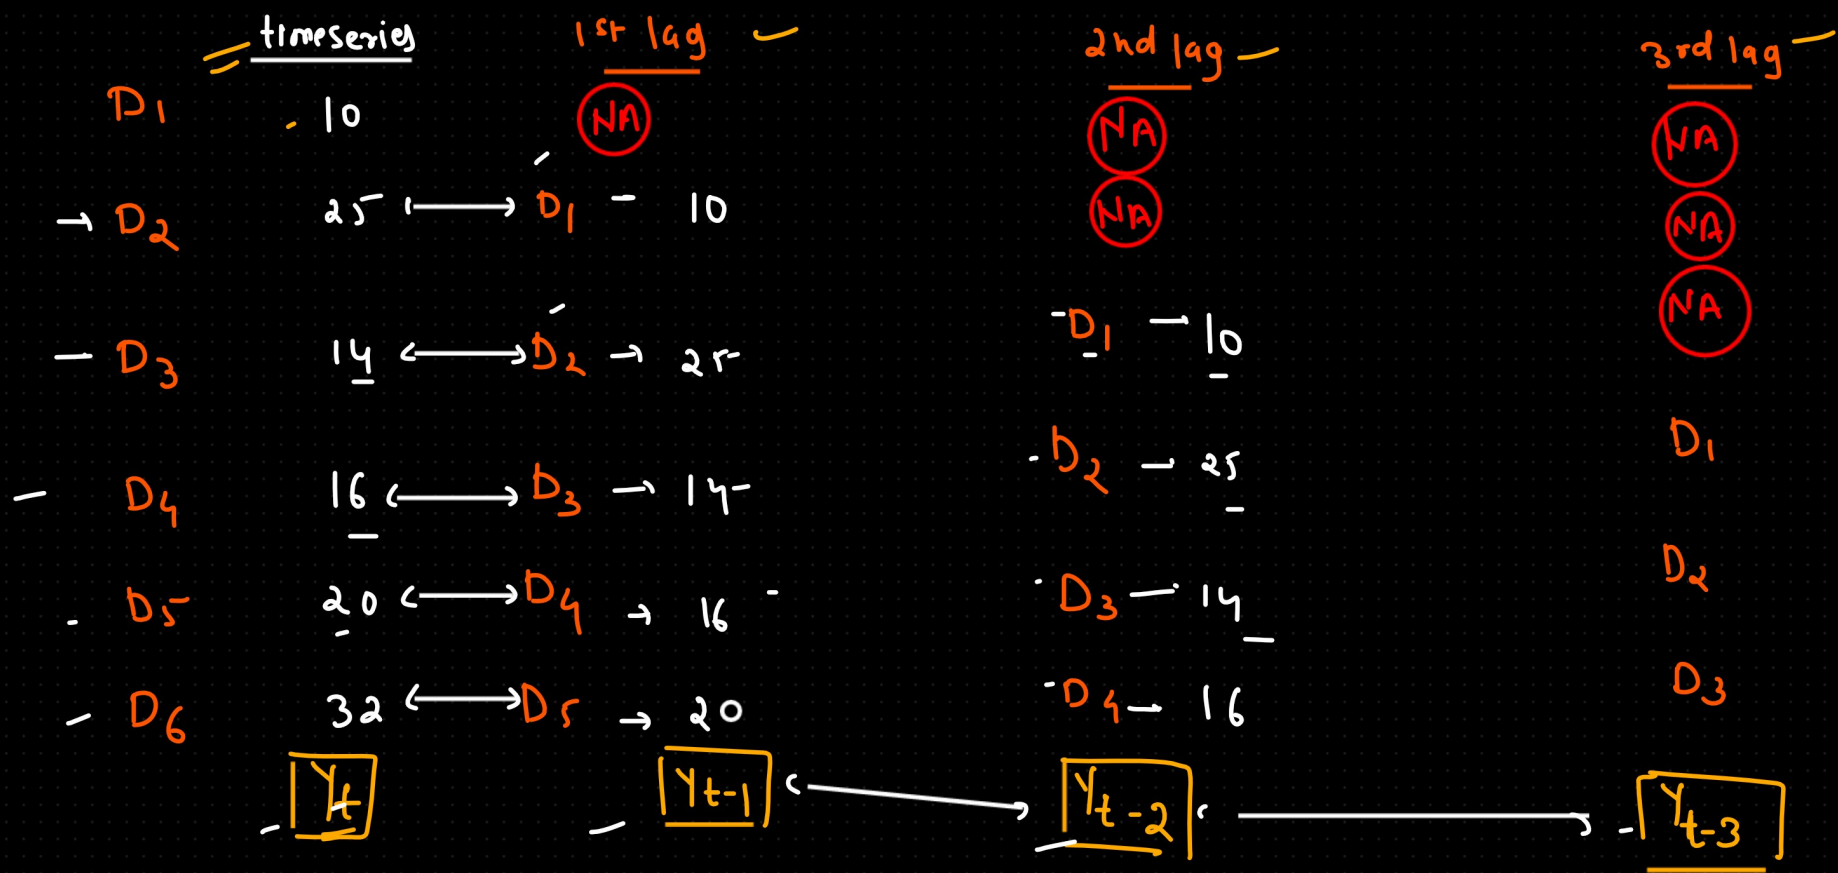 timeseries 1st lag 2nd lag 3rd lag
D1 10 NA NA NA
D2 25 D1 - 10 NA NA
D3 14 D2 → 25 D1 - 10 NA
D4 16 D3 → 14 D2 - 25 D1
D5 20 D4 → 16 D3 - 14 D2
D6 32 D5 → 20 D4 - 16 D3
Yt Yt-1 Yt-2 Yt-3